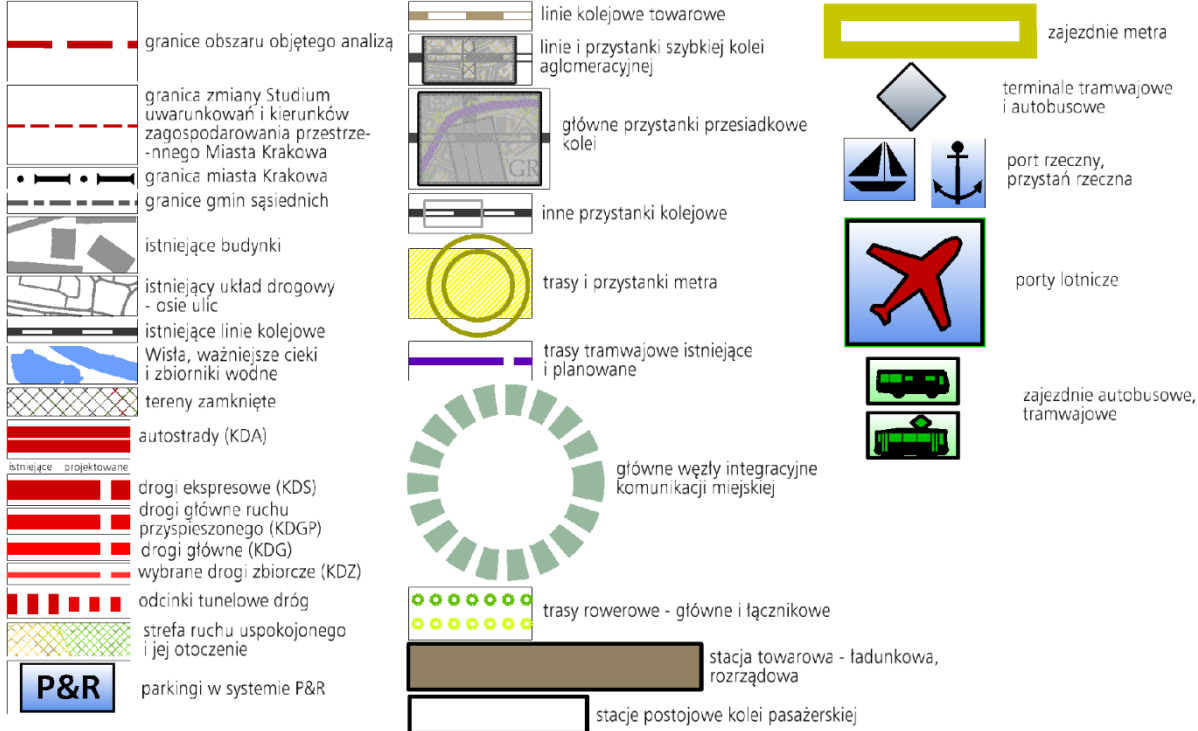 granice obszaru objętego analizą
granica zmiany Studium
uwarunkowań i kierunków
zagospodarowania przestrze-
-nnego Miasta Krakowa
granica miasta Krakowa
granice gmin sąsiednich
istniejące budynki
istniejący układ drogowy
- osie ulic
istniejące linie kolejowe
Wisła, ważniejsze cieki
i zbiorniki wodne
tereny zamknięte
autostrady (KDA)
istniejące projektowane
drogi ekspresowe (KDS)
drogi główne ruchu
przyspieszonego (KDGP)
drogi główne (KDG)
wybrane drogi zbiorcze (KDZ)
odcinki tunelowe dróg
strefa ruchu uspokojonego
i jej otoczenie
P&R
parkingi w systemie P&R
linie kolejowe towarowe
linie i przystanki szybkiej kolei
aglomeracyjnej
GR
główne przystanki przesiadkowe
kolei
inne przystanki kolejowe
trasy i przystanki metra
trasy tramwajowe istniejące
i planowane
główne węzły integracyjne
komunikacji miejskiej
trasy rowerowe - główne i łącznikowe
stacja towarowa - ładunkowa,
rozrządowa
stacje postojowe kolei pasażerskiej
zajezdnie metra
terminale tramwajowe
i autobusowe
port rzeczny,
przystań rzeczna
porty lotnicze
zajezdnie autobusowe,
tramwajowe